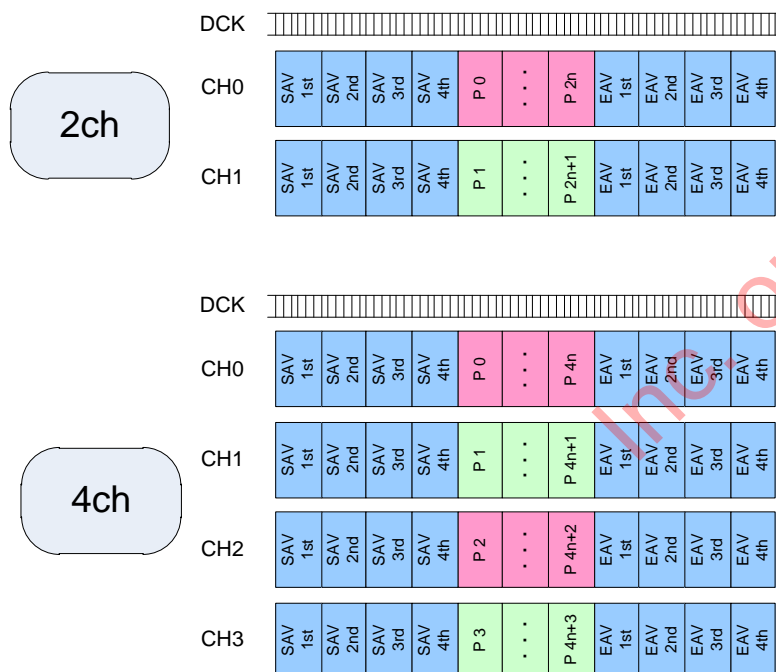 DCK
CH0 SAV 1st SAV 2nd SAV 3rd SAV 4th P 0 . . . P 2n EAV 1st EAV 2nd EAV 3rd EAV 4th
2ch
CH1 SAV 1st SAV 2nd SAV 3rd SAV 4th P 1 . . . P 2n+1 EAV 1st EAV 2nd EAV 3rd EAV 4th
DCK
CH0 SAV 1st SAV 2nd SAV 3rd SAV 4th P 0 . . . P 4n EAV 1st EAV 2nd EAV 3rd EAV 4th
CH1 SAV 1st SAV 2nd SAV 3rd SAV 4th P 1 . . . P 4n+1 EAV 1st EAV 2nd EAV 3rd EAV 4th
4ch
CH2 SAV 1st SAV 2nd SAV 3rd SAV 4th P 2 . . . P 4n+2 EAV 1st EAV 2nd EAV 3rd EAV 4th
CH3 SAV 1st SAV 2nd SAV 3rd SAV 4th P 3 . . . P 4n+3 EAV 1st EAV 2nd EAV 3rd EAV 4th
Inc.